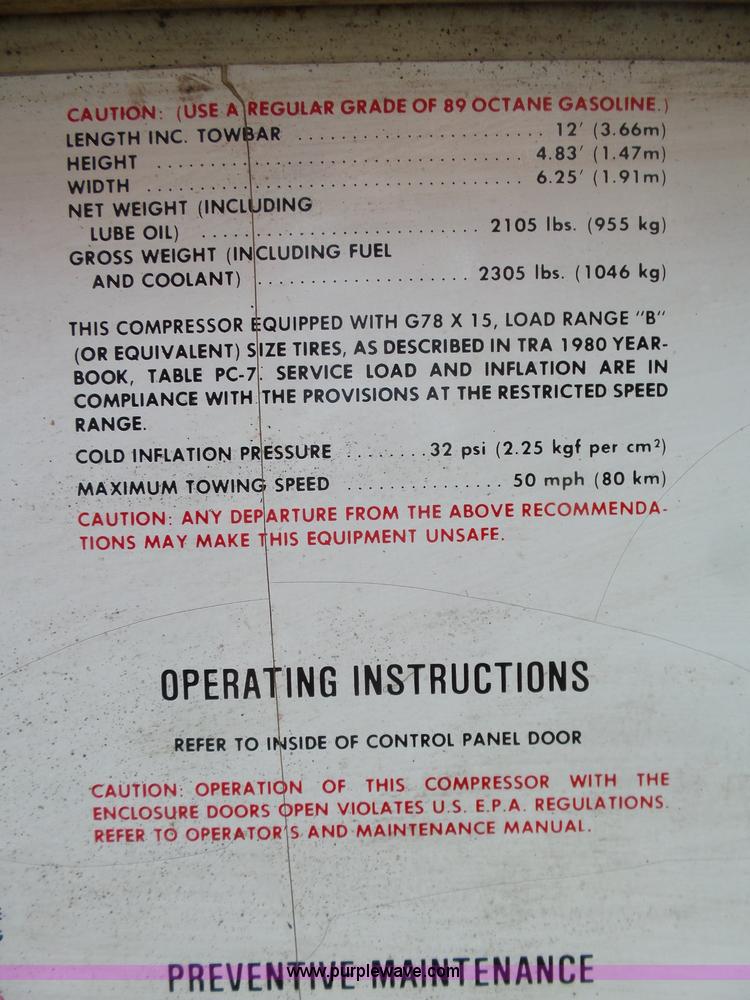 CAUTION: (USE A REGULAR GRADE OF 89 OCTANE GASOLINE.)
LENGTH INC. TOWBAR .......................... 12′ (3.66m)
HEIGHT .................................... 4.83′ (1.47m)
WIDTH ..................................... 6.25′ (1.91m)
NET WEIGHT (INCLUDING
LUBE OIL) ........................... 2105 lbs. (955 kg)
GROSS WEIGHT (INCLUDING FUEL
AND COOLANT) .................... 2305 lbs. (1046 kg)
THIS COMPRESSOR EQUIPPED WITH G78 X 15, LOAD RANGE "B"
(OR EQUIVALENT) SIZE TIRES, AS DESCRIBED IN TRA 1980 YEAR-
BOOK, TABLE PC-7. SERVICE LOAD AND INFLATION ARE IN
COMPLIANCE WITH THE PROVISIONS AT THE RESTRICTED SPEED
RANGE.
COLD INFLATION PRESSURE ........ 32 psi (2.25 kgf per cm²)
MAXIMUM TOWING SPEED ............... 50 mph (80 km)
CAUTION: ANY DEPARTURE FROM THE ABOVE RECOMMENDA-
TIONS MAY MAKE THIS EQUIPMENT UNSAFE.
OPERATING INSTRUCTIONS
REFER TO INSIDE OF CONTROL PANEL DOOR
CAUTION: OPERATION OF THIS COMPRESSOR WITH THE
ENCLOSURE DOORS OPEN VIOLATES U.S. E.P.A. REGULATIONS.
REFER TO OPERATOR'S AND MAINTENANCE MANUAL.
PREVENTIVE MAINTENANCE
www.purplewave.com